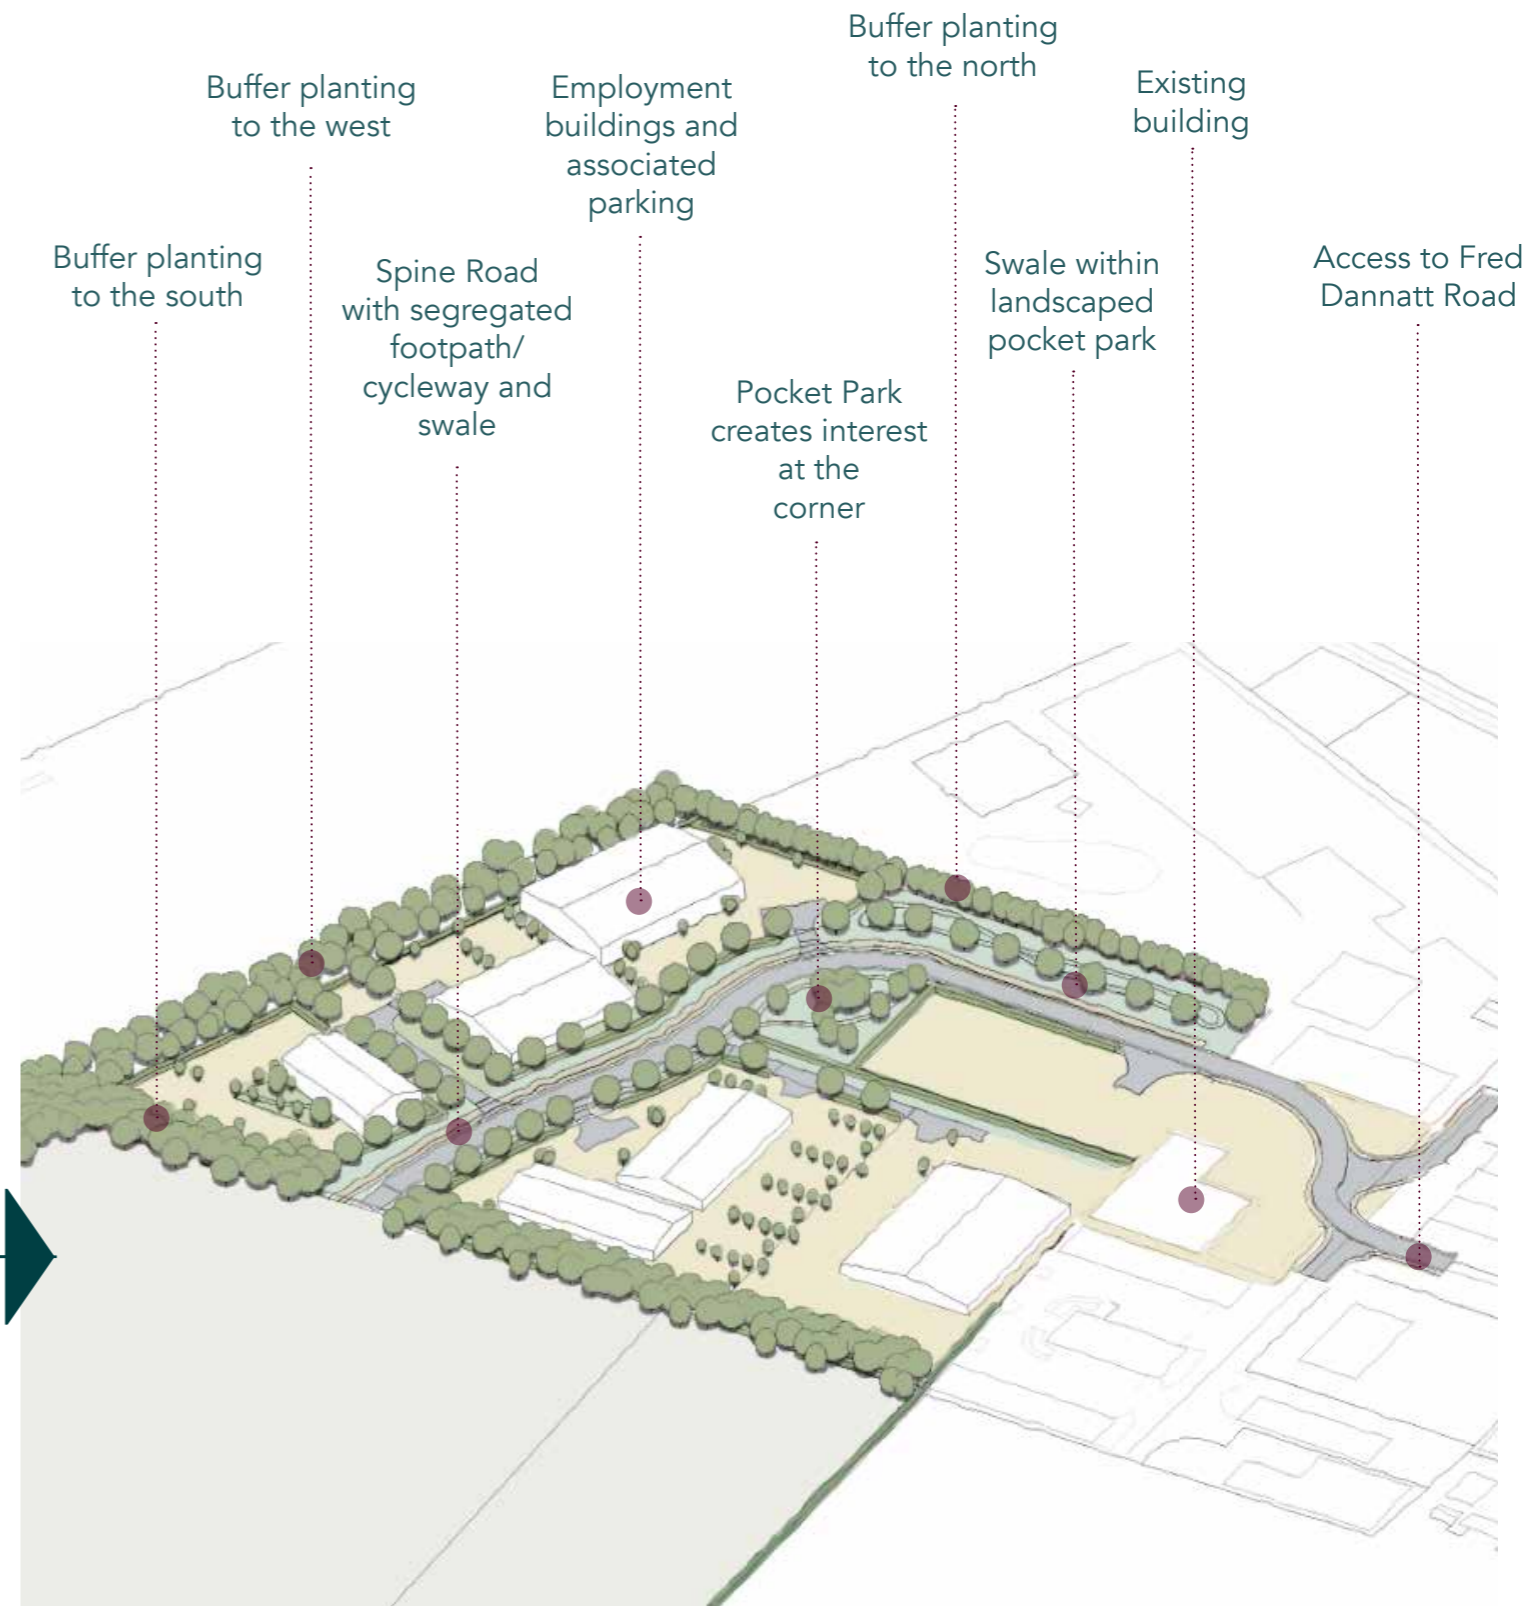 Buffer planting
to the south
Buffer planting
to the west
Spine Road
with segregated
footpath/
cycleway and
swale
Employment
buildings and
associated
parking
Pocket Park
creates interest
at the
corner
Buffer planting
to the north
Swale within
landscaped
pocket park
Existing
building
Access to Fred
Dannatt Road